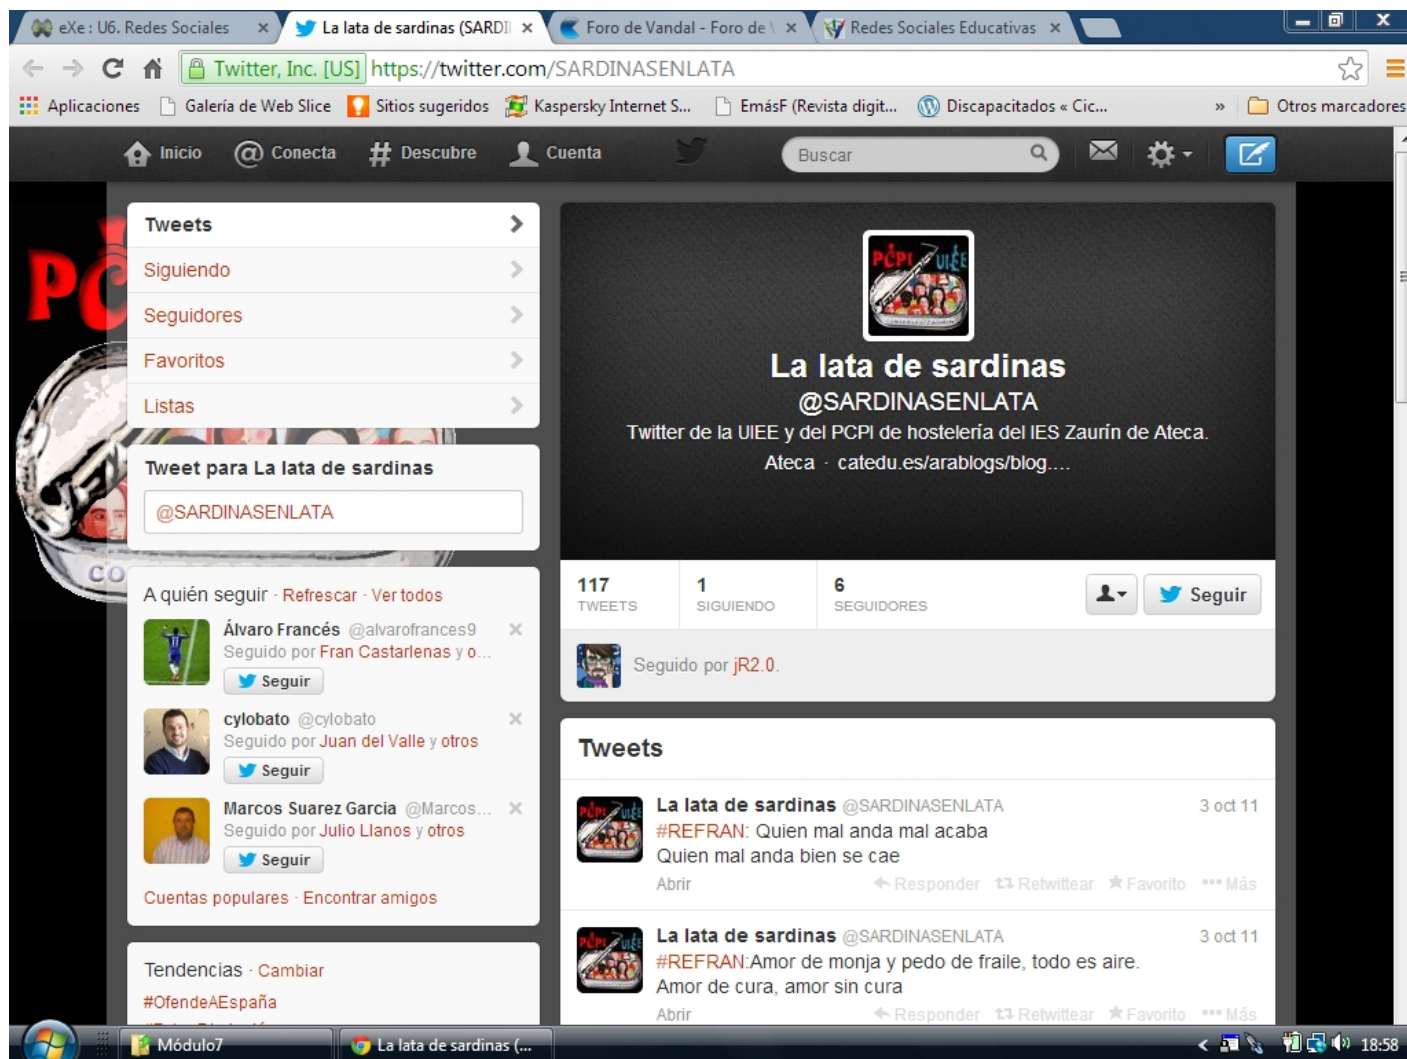 eXe : U6. Redes Sociales
La lata de sardinas (SARDI
Foro de Vandal - Foro de
Redes Sociales Educativas
Twitter, Inc. [US] https://twitter.com/SARDINASENLATA
Aplicaciones Galería de Web Slice Sitios sugeridos Kaspersky Internet S... EmásF (Revista digit... Discapacitados « Cic... » Otros marcadores
Inicio @ Conecta # Descubre Cuenta Buscar
Tweets
Siguiendo
Seguidores
Favoritos
Listas
Tweet para La lata de sardinas
@SARDINASENLATA
A quién seguir · Refrescar · Ver todos
Álvaro Francés @alvarofrances9
Seguido por Fran Castarlenas y o...
Seguir
cylobato @cylobato
Seguido por Juan del Valle y otros
Seguir
Marcos Suarez Garcia @Marcos...
Seguido por Julio Llanos y otros
Seguir
Cuentas populares · Encontrar amigos
Tendencias · Cambiar
#OfendeAEspaña
PCPI UIEE
La lata de sardinas
@SARDINASENLATA
Twitter de la UIEE y del PCPI de hostelería del IES Zaurín de Ateca.
Ateca · catedu.es/arablogs/blog....
117 TWEETS
1 SIGUIENDO
6 SEGUIDORES
Seguir
Seguido por jR2.0.
Tweets
La lata de sardinas @SARDINASENLATA 3 oct 11
#REFRAN: Quien mal anda mal acaba
Quien mal anda bien se cae
Abrir Responder Retwittear Favorito Más
La lata de sardinas @SARDINASENLATA 3 oct 11
#REFRAN:Amor de monja y pedo de fraile, todo es aire.
Amor de cura, amor sin cura
Abrir Responder Retwittear Favorito Más
PC
CO
Módulo7 La lata de sardinas (... 18:58